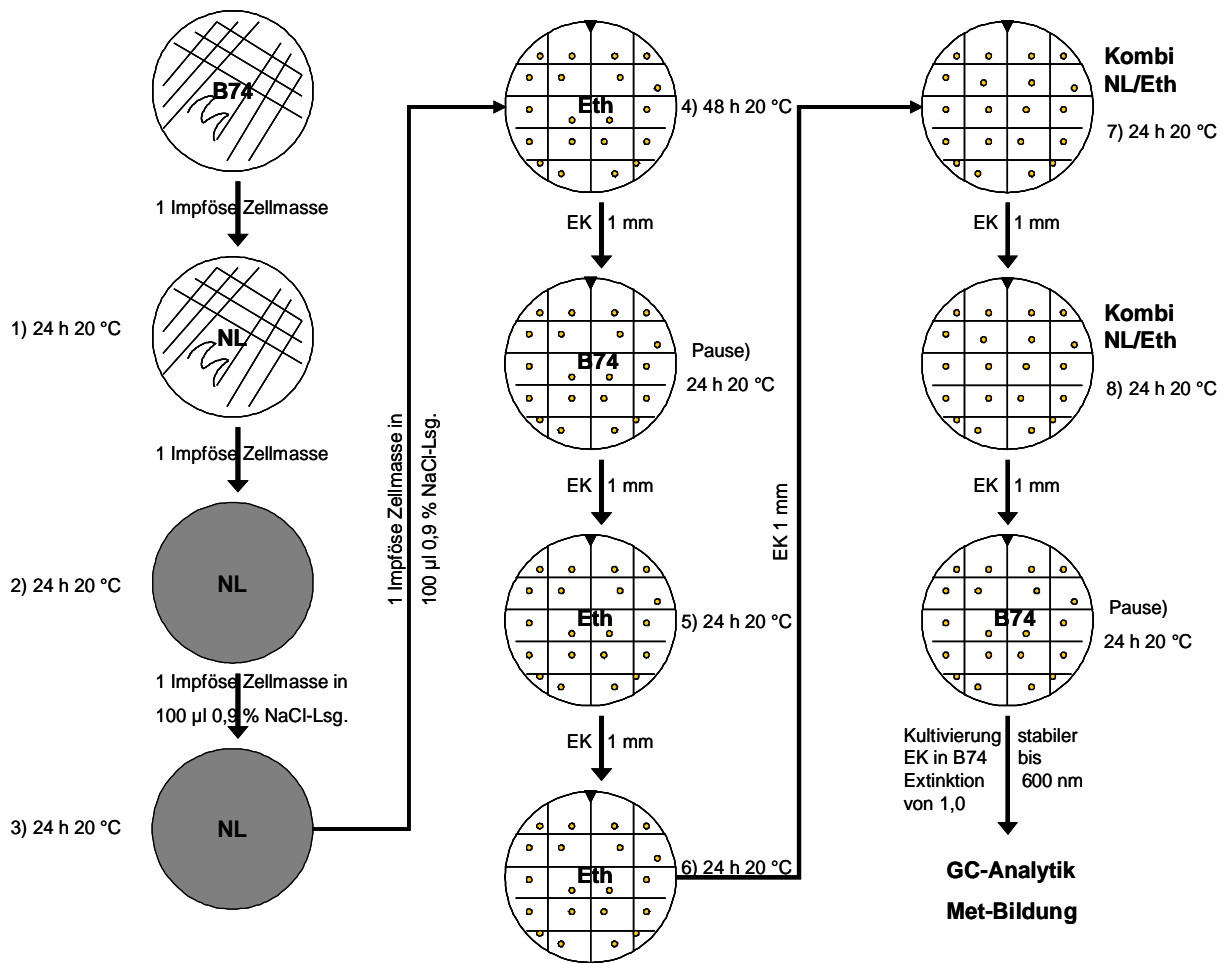 B74
1 Impföse Zellmasse
1) 24 h 20 °C
NL
1 Impföse Zellmasse
2) 24 h 20 °C
NL
1 Impföse Zellmasse in
100 µl 0,9 % NaCl-Lsg.
3) 24 h 20 °C
NL
1 Impföse Zellmasse in
100 µl 0,9 % NaCl-Lsg.
Eth
4) 48 h 20 °C
EK 1 mm
B74
Pause)
24 h 20 °C
EK 1 mm
Eth
5) 24 h 20 °C
EK 1 mm
Eth
6) 24 h 20 °C
EK 1 mm
Kombi
NL/Eth
7) 24 h 20 °C
EK 1 mm
Kombi
NL/Eth
8) 24 h 20 °C
EK 1 mm
B74
Pause)
24 h 20 °C
Kultivierung stabiler
EK in B74 bis
Extinktion 600 nm
von 1,0
GC-Analytik
Met-Bildung